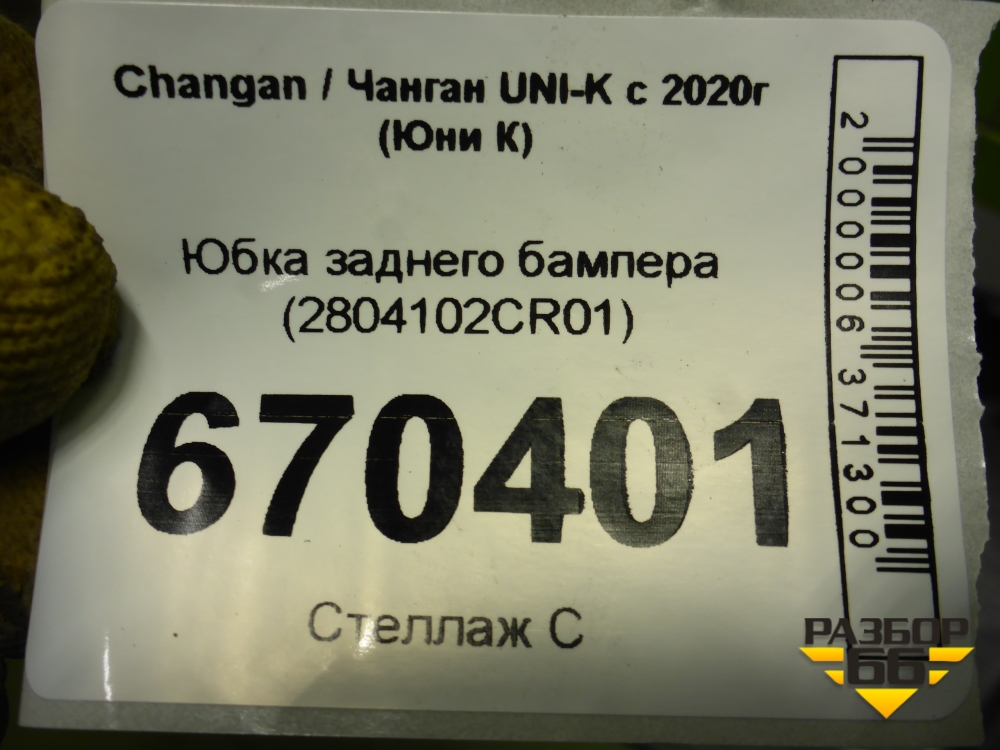 Changan / Чанган UNI-K с 2020г
(Юни К)
Юбка заднего бампера
(2804102CR01)
670401
Стеллаж С
2000006371300
РАЗБОР
66